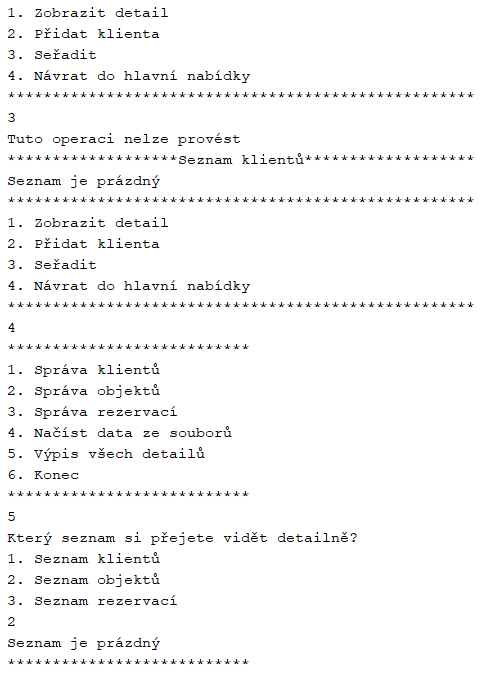 1. Zobrazit detail
2. Přidat klienta
3. Seřadit
4. Návrat do hlavní nabídky
****************************************************
3
Tuto operaci nelze provést
*******************Seznam klientů*******************
Seznam je prázdný
****************************************************
1. Zobrazit detail
2. Přidat klienta
3. Seřadit
4. Návrat do hlavní nabídky
****************************************************
4
***************************
1. Správa klientů
2. Správa objektů
3. Správa rezervací
4. Načíst data ze souborů
5. Výpis všech detailů
6. Konec
***************************
5
Který seznam si přejete vidět detailně?
1. Seznam klientů
2. Seznam objektů
3. Seznam rezervací
2
Seznam je prázdný
***************************